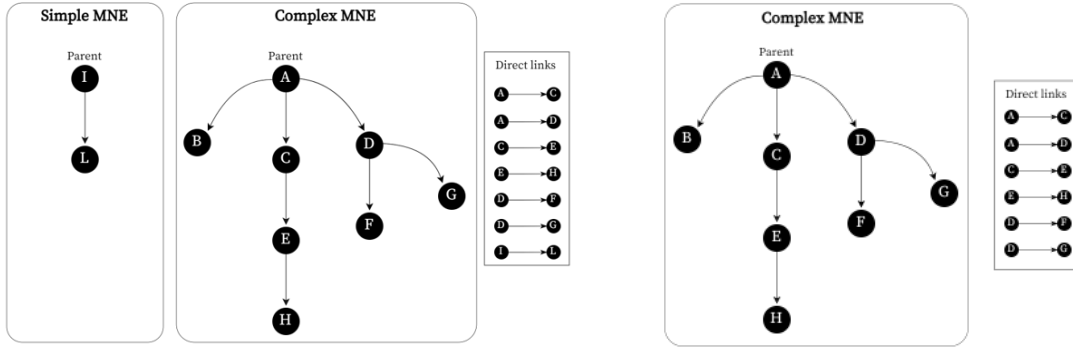 Simple MNE
Parent
I
L
Complex MNE
Parent
A
B
C
D
E
F
G
H
Direct links
A C
A D
C E
E H
D F
D G
I L
Complex MNE
Parent
A
B
C
D
E
F
G
H
Direct links
A C
A D
C E
E H
D F
D G